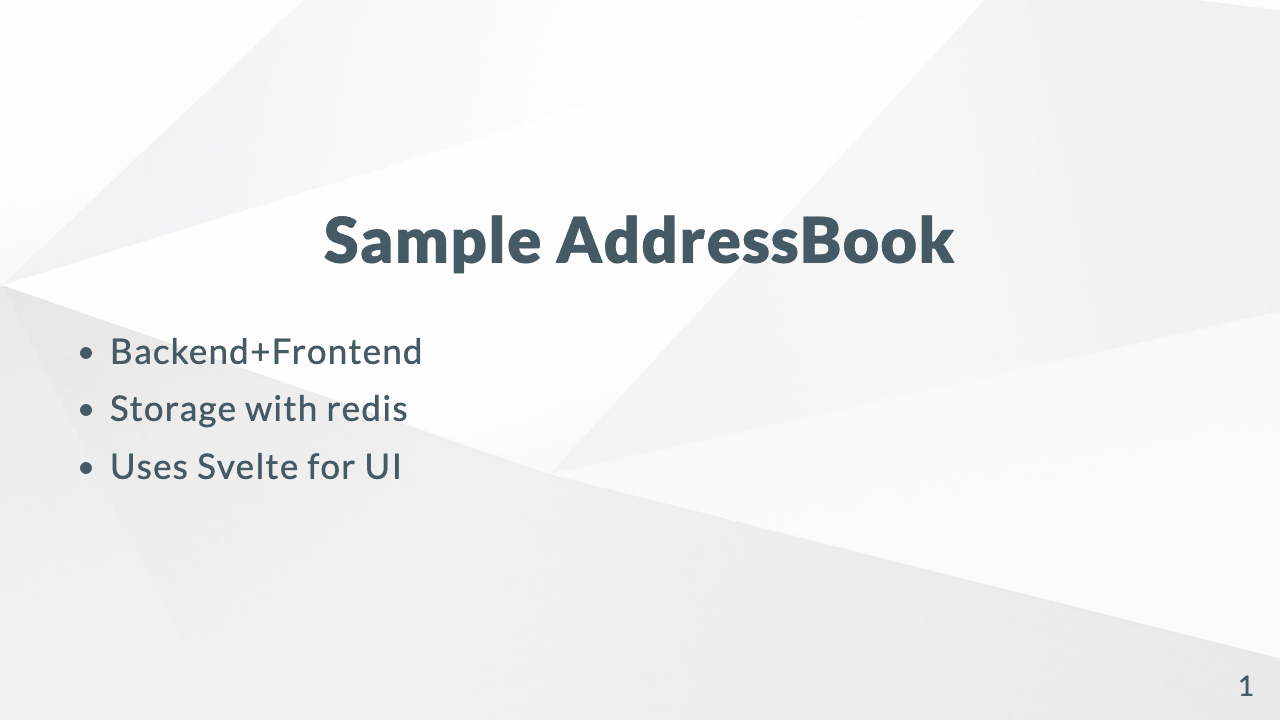 Sample AddressBook
• Backend+Frontend
• Storage with redis
• Uses Svelte for UI
1